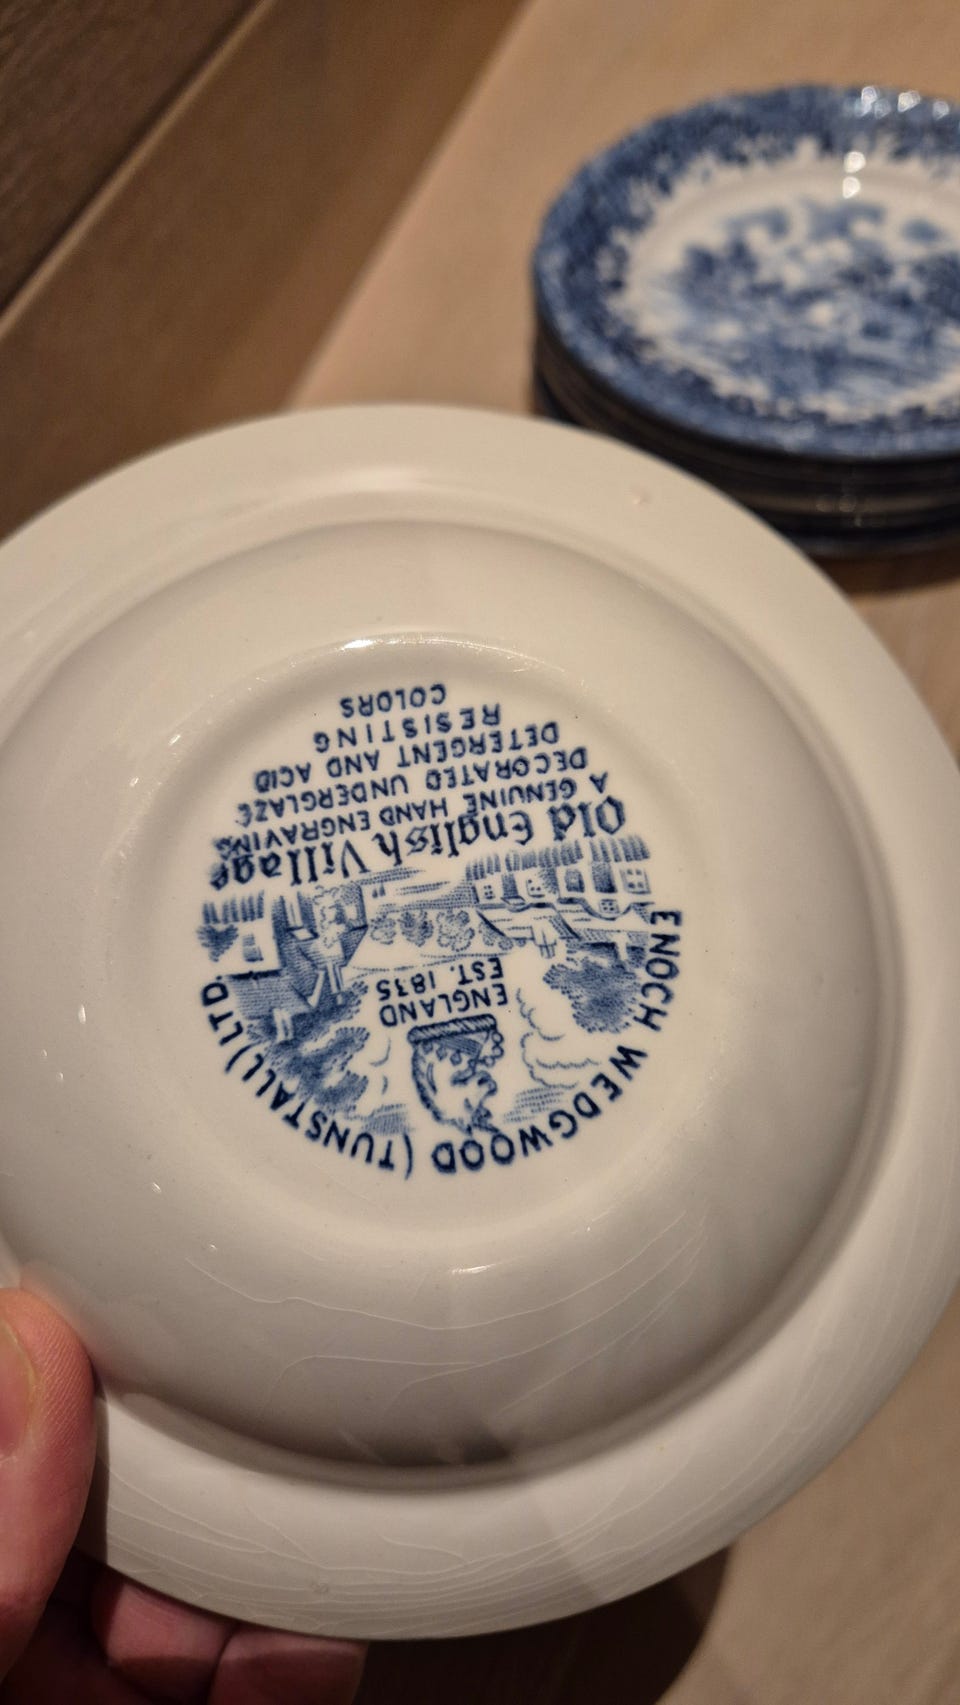 ENOCH WEDGWOOD (TUNSTALL) LTD.
ENGLAND
EST. 1835
Old English Village
A GENUINE HAND ENGRAVING
DECORATED UNDERGLAZE
DETERGENT AND ACID
RESISTING
COLORS